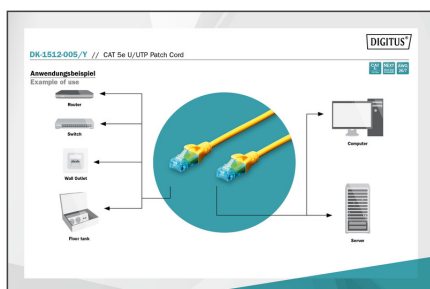 DIGITUS®
DK-1512-005/Y // CAT 5e U/UTP Patch Cord
Anwendungsbeispiel
Example of use
Router
Switch
Wall Outlet
Floor tank
Computer
Server